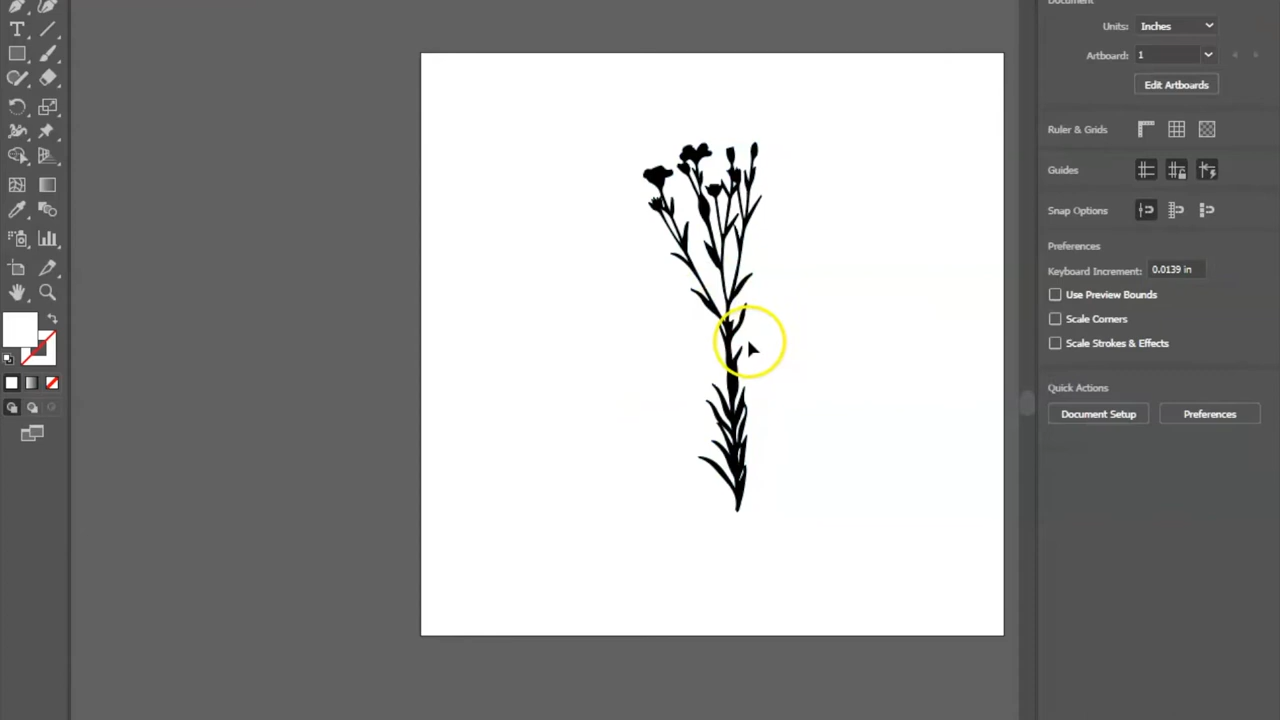 Document
Units: Inches
Artboard: 1
Edit Artboards
Ruler & Grids
Guides
Snap Options
Preferences
Keyboard Increment: 0.0139 in
Use Preview Bounds
Scale Corners
Scale Strokes & Effects
Quick Actions
Document Setup Preferences